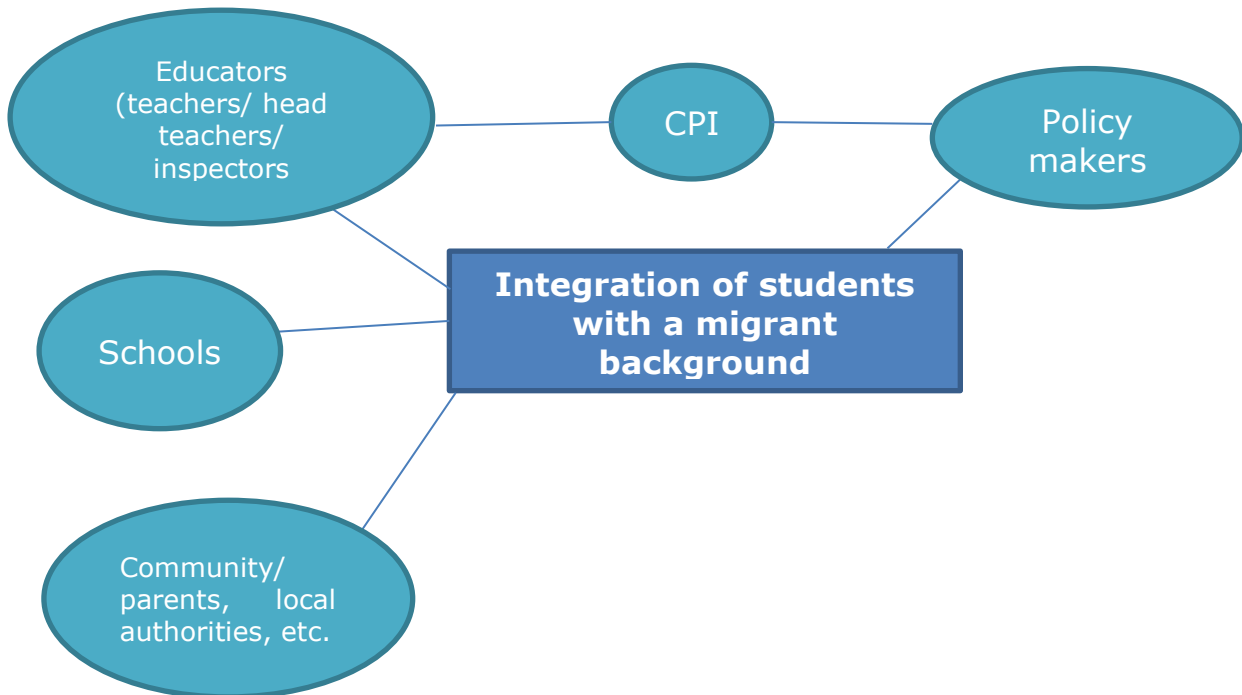 Educators
(teachers/ head
teachers/
inspectors
CPI
Policy
makers
Integration of students
with a migrant
background
Schools
Community/
parents, local
authorities, etc.